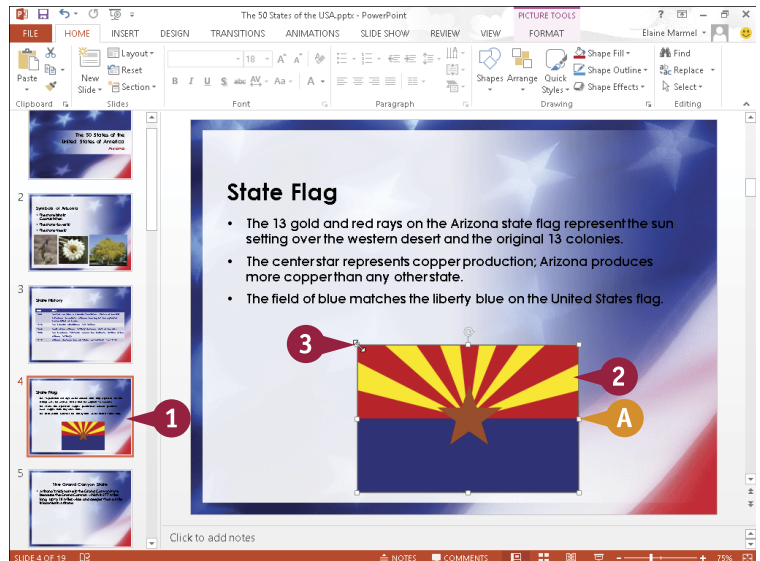 The 50 States of the USA.pptx - PowerPoint
PICTURE TOOLS
?
FILE HOME INSERT DESIGN TRANSITIONS ANIMATIONS SLIDE SHOW REVIEW VIEW FORMAT Elaine Marmel
Paste
New Slide
Layout
Reset
Section
18
A A
B I U S abc AV Aa A
Shapes Arrange Quick Styles
Shape Fill
Shape Outline
Shape Effects
Find
Replace
Select
Clipboard Slides Font Paragraph Drawing Editing
The 50 States of the
United States of America
Arizona
2
Symbols of Arizona
3
State History
4
State Flag
5
The Grand Canyon State
State Flag
• The 13 gold and red rays on the Arizona state flag represent the sun
setting over the western desert and the original 13 colonies.
• The center star represents copper production; Arizona produces
more copper than any other state.
• The field of blue matches the liberty blue on the United States flag.
3
2
1
A
Click to add notes
SLIDE 4 OF 19 NOTES COMMENTS 75%